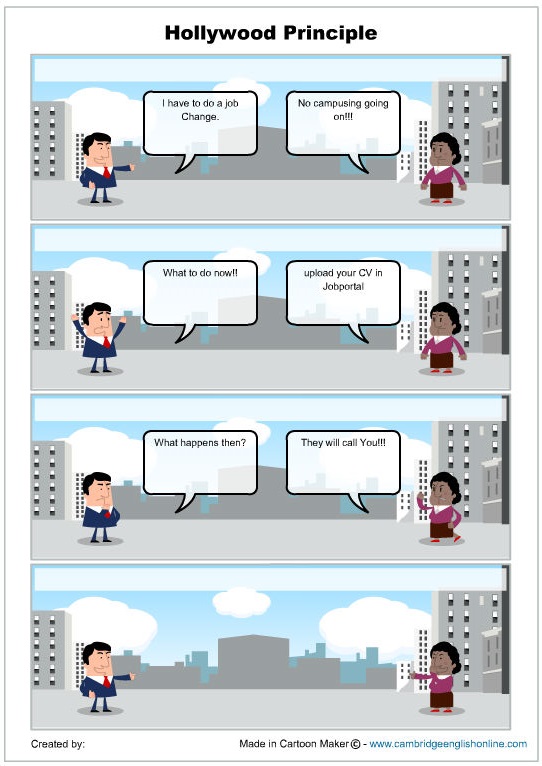 Hollywood Principle
I have to do a job
Change.
No campusing going
on!!!
What to do now!!
upload your CV in
Jobportal
What happens then?
They will call You!!!
Created by:
Made in Cartoon Maker © - www.cambridgeenglishonline.com